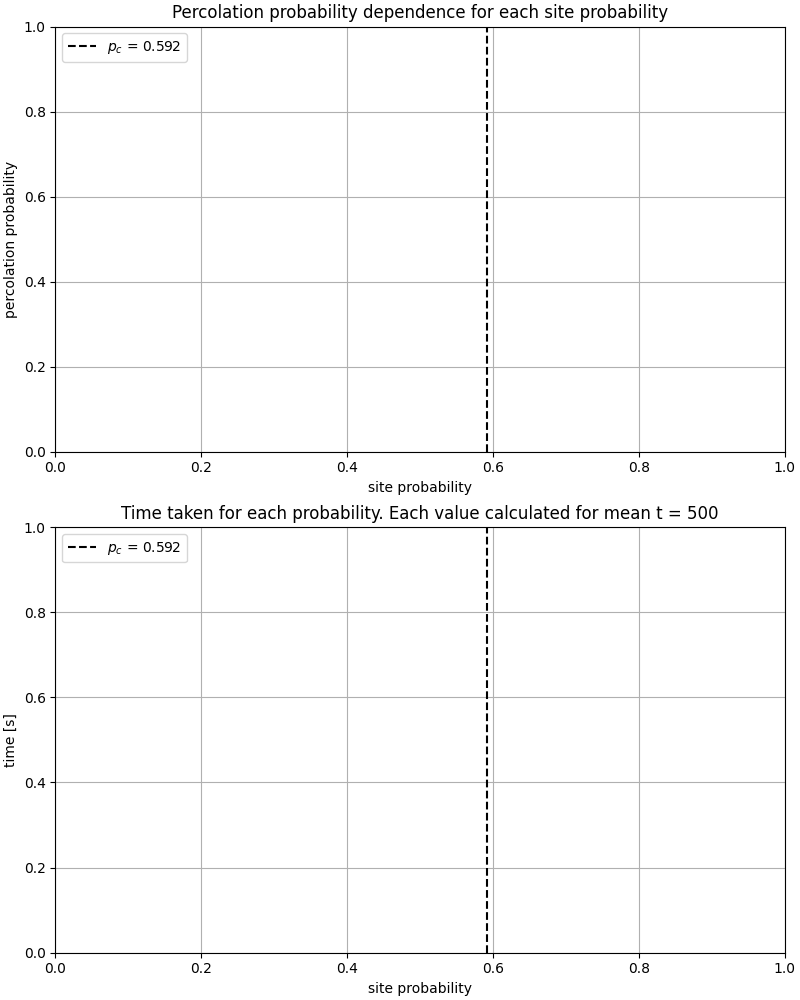 Percolation probability dependence for each site probability
1.0
p_c = 0.592
0.8
percolation probability
0.6
0.4
0.2
0.0
0.0 0.2 0.4 0.6 0.8 1.0
site probability
Time taken for each probability. Each value calculated for mean t = 500
1.0
p_c = 0.592
0.8
time [s]
0.6
0.4
0.2
0.0
0.0 0.2 0.4 0.6 0.8 1.0
site probability